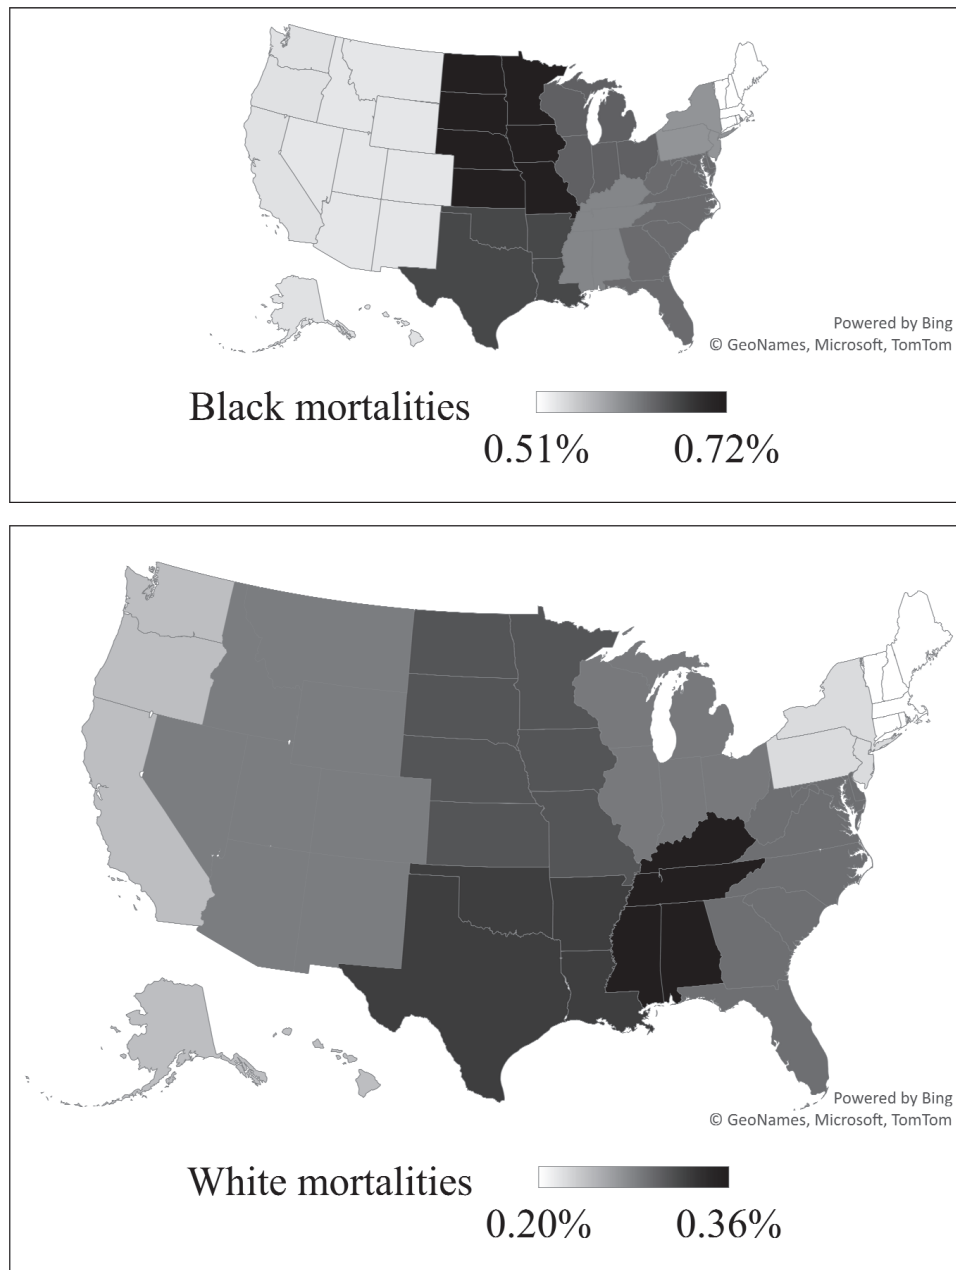 Powered by Bing
© GeoNames, Microsoft, TomTom
Black mortalities
0.51% 0.72%
Powered by Bing
© GeoNames, Microsoft, TomTom
White mortalities
0.20% 0.36%